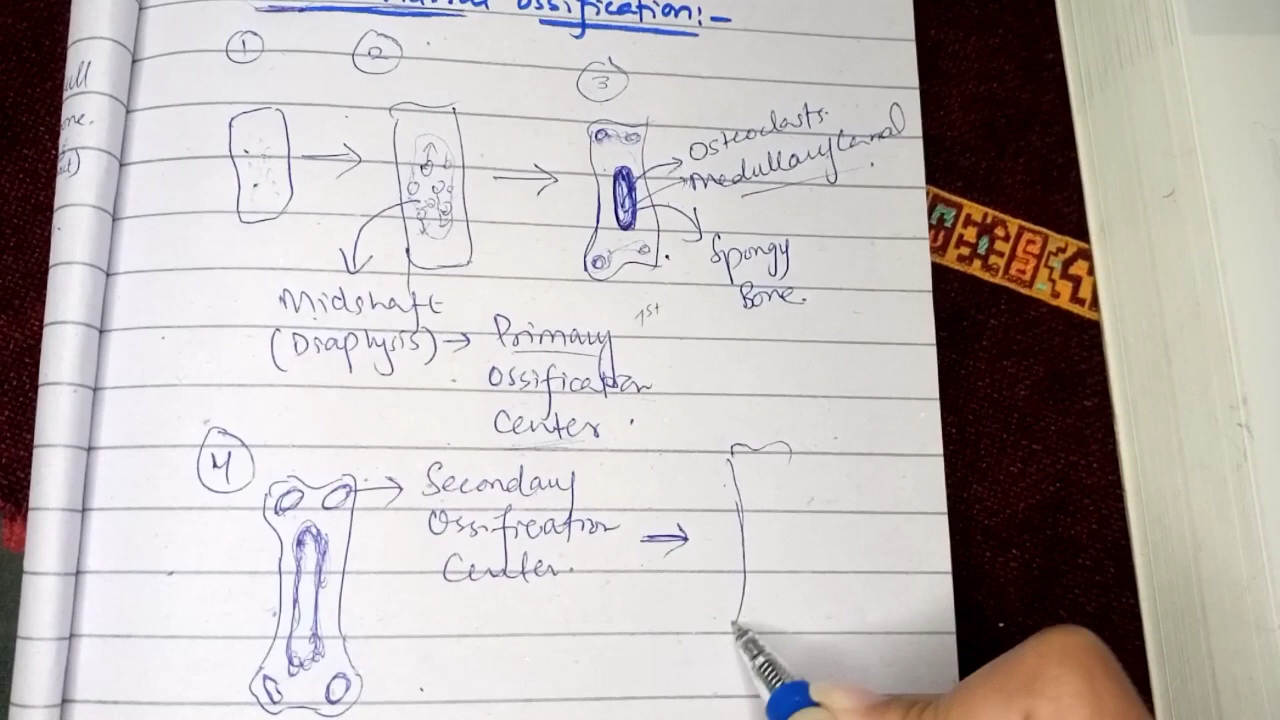 Ossification:-
1
2
3
Osteoclasts.
Medullary Canal
Spongy
Bone.
Midshaft
(Diaphysis) → Primary 1st
Ossification
Center.
4
Secondary
Ossification
Center.